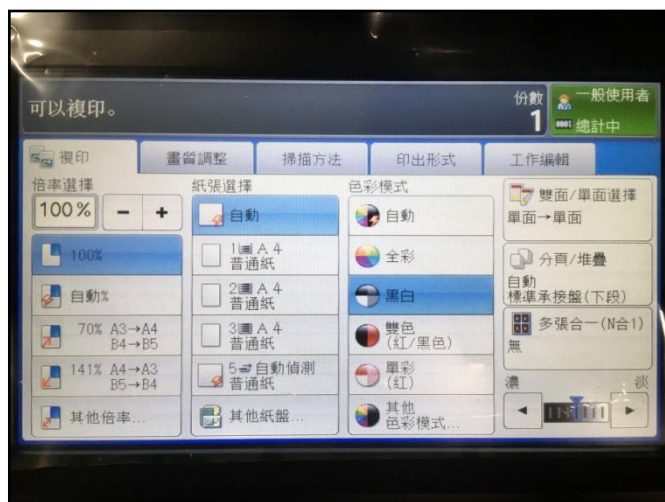 可以複印。
份數
1
一般使用者
總計中
複印
畫質調整
掃描方法
印出形式
工作編輯
倍率選擇
100%
- +
100%
自動%
70% A3→A4
B4→B5
141% A4→A3
B5→B4
其他倍率...
紙張選擇
自動
1 A4
普通紙
2 A4
普通紙
3 A4
普通紙
5 自動偵測
普通紙
其他紙盤...
色彩模式
自動
全彩
黑白
雙色
(紅/黑色)
單彩
(紅)
其他
色彩模式...
雙面/單面選擇
單面→單面
分頁/堆疊
自動
標準承接盤(下段)
多張合一(N合1)
無
濃 淡